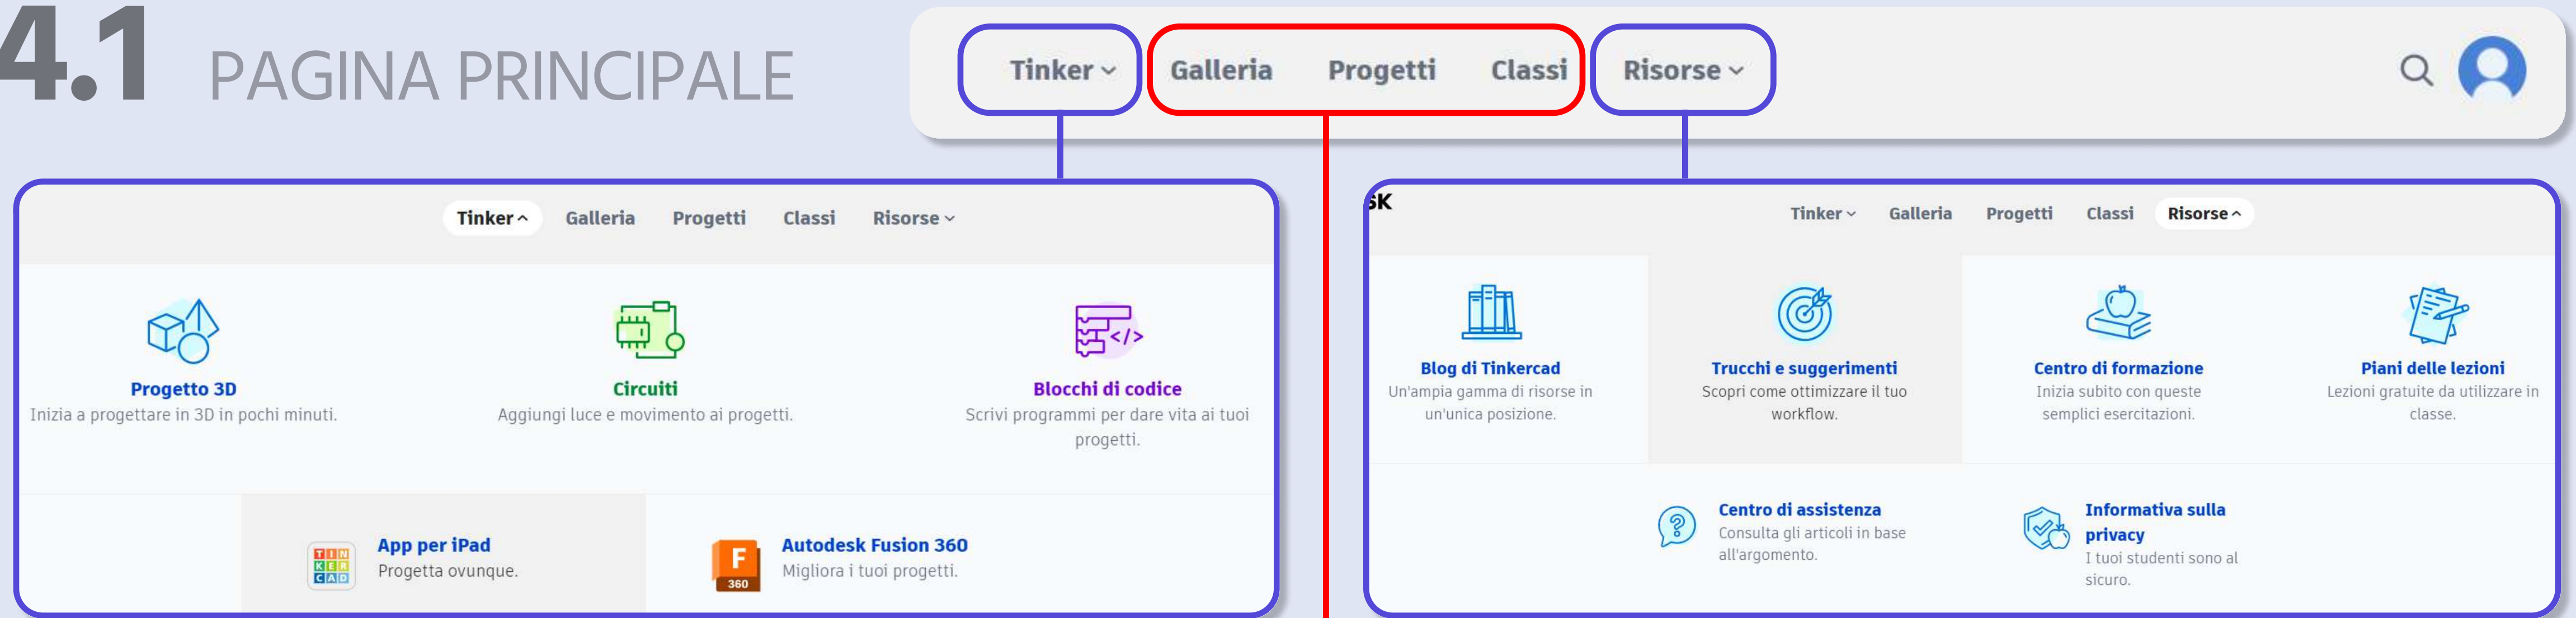 4.1 PAGINA PRINCIPALE
Tinker Galleria Progetti Classi Risorse
Tinker Galleria Progetti Classi Risorse
Progetto 3D
Inizia a progettare in 3D in pochi minuti.
Circuiti
Aggiungi luce e movimento ai progetti.
Blocchi di codice
Scrivi programmi per dare vita ai tuoi
progetti.
TIN
KER
CAD
App per iPad
Progetta ovunque.
F
360
Autodesk Fusion 360
Migliora i tuoi progetti.
SK
Tinker Galleria Progetti Classi Risorse
Blog di Tinkercad
Un'ampia gamma di risorse in
un'unica posizione.
Trucchi e suggerimenti
Scopri come ottimizzare il tuo
workflow.
Centro di formazione
Inizia subito con queste
semplici esercitazioni.
Piani delle lezioni
Lezioni gratuite da utilizzare in
classe.
Centro di assistenza
Consulta gli articoli in base
all'argomento.
Informativa sulla
privacy
I tuoi studenti sono al
sicuro.